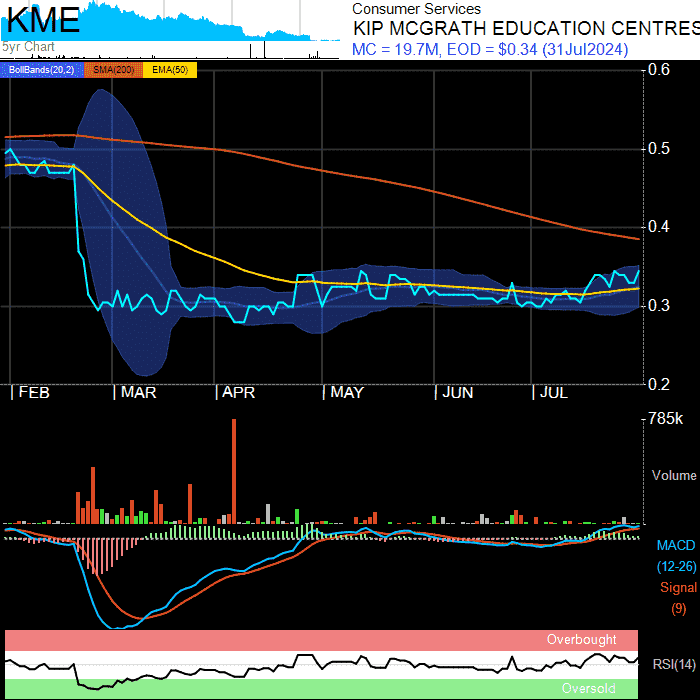 KME
5yr Chart
Consumer Services
KIP MCGRATH EDUCATION CENTRES
MC = 19.7M, EOD = $0.34 (31Jul2024)
BollBands(20,2) SMA(200) EMA(50)
0.6
0.5
0.4
0.3
0.2
FEB MAR APR MAY JUN JUL
785k
Volume
MACD
(12-26)
Signal
(9)
Overbought
RSI(14)
Oversold